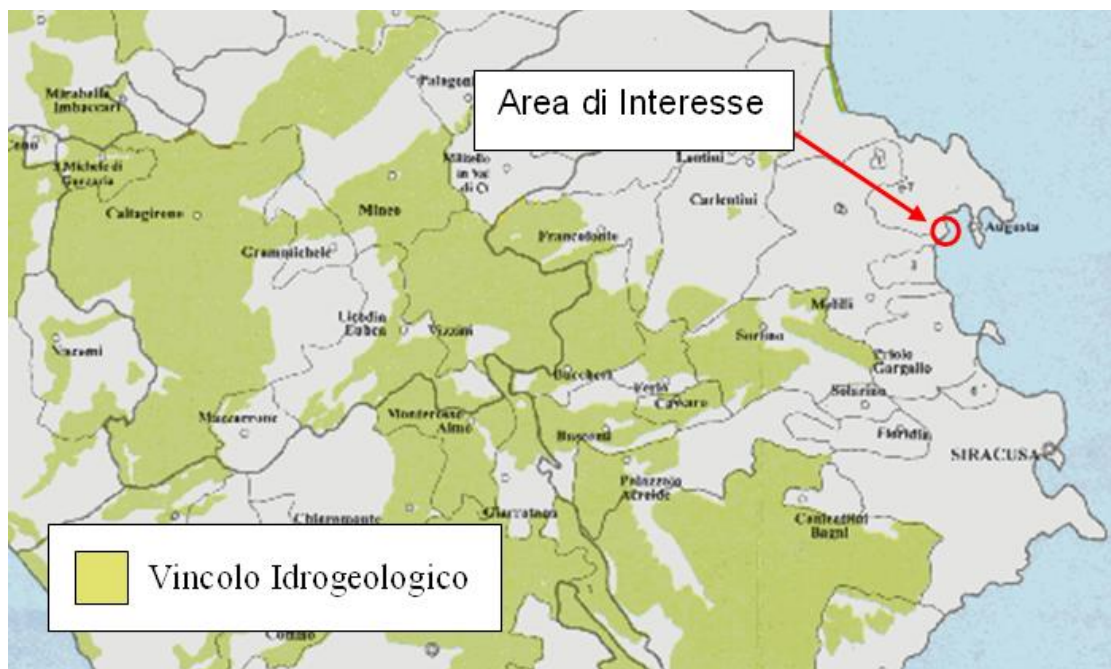 Mirabella
Imbaccari
Palagoni
Area di Interesse
S.Michele di
Ganzaria
Militello
in Val
di C
Lentini
Carlentini
Caltagirone
Mineo
Francofonte
Augusta
Grammichele
Licodia
Eubea
Vizzini
Melilli
Sortino
Priolo
Gargallo
Buccheri
Ferla
Cassaro
Solarino
Floridia
Mazzarrone
Monterosso
Almo
Buscemi
SIRACUSA
Palazzolo
Acreide
Chiaramonte
Giarratana
Canicattini
Bagni
Vincolo Idrogeologico
Comiso